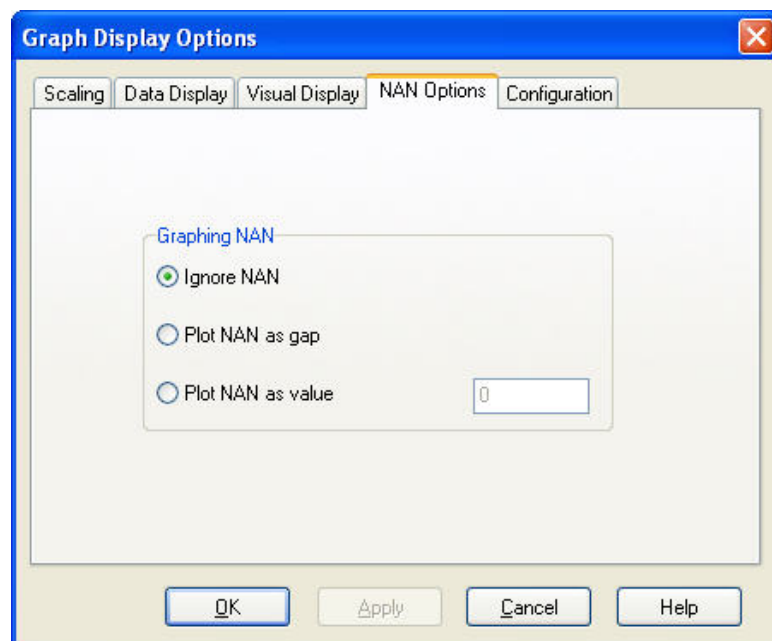 Graph Display Options
Scaling Data Display Visual Display NAN Options Configuration
Graphing NAN
Ignore NAN
Plot NAN as gap
Plot NAN as value 0
OK Apply Cancel Help